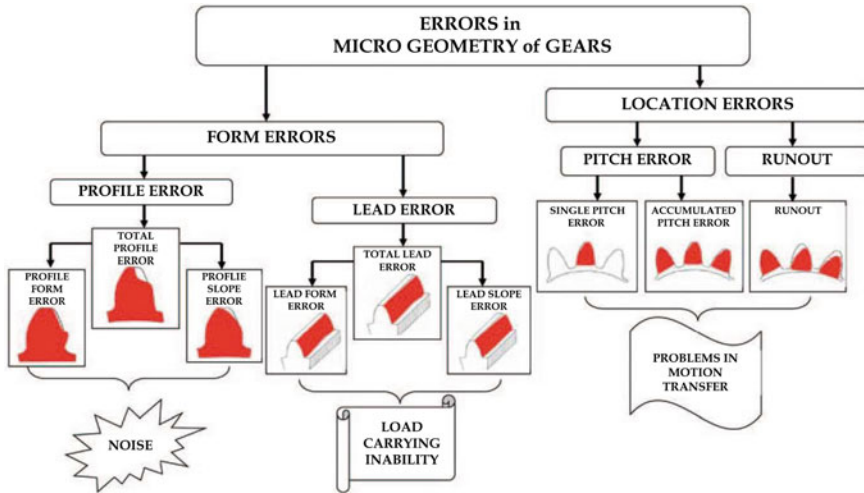 ERRORS in
MICRO GEOMETRY of GEARS
LOCATION ERRORS
FORM ERRORS
PITCH ERROR
RUNOUT
PROFILE ERROR
LEAD ERROR
SINGLE PITCH
ERROR
ACCUMULATED
PITCH ERROR
RUNOUT
TOTAL
PROFILE
ERROR
TOTAL LEAD
ERROR
PROFILE
FORM
ERROR
PROFLIE
SLOPE
ERROR
LEAD FORM
ERROR
LEAD SLOPE
ERROR
PROBLEMS IN
MOTION
TRANSFER
NOISE
LOAD
CARRYING
INABILITY